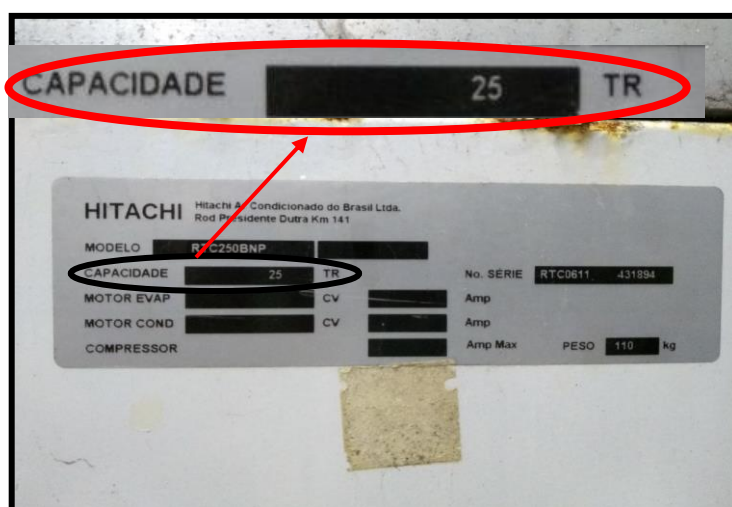 CAPACIDADE 25 TR
HITACHI Hitachi Ar Condicionado do Brasil Ltda.
Rod Presidente Dutra Km 141
MODELO RTC250BNP
CAPACIDADE 25 TR No. SÉRIE RTC0611 431894
MOTOR EVAP CV Amp
MOTOR COND CV Amp
COMPRESSOR Amp Max PESO 110 kg